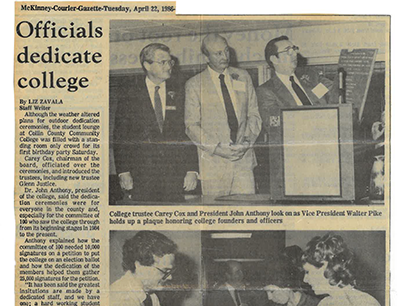 McKinney-Courier-Gazette-Tuesday, April 22, 1986
Officials
dedicate
college
By LIZ ZAVALA
Staff Writer
Although the weather altered
plans for outdoor dedication
ceremonies, the student lounge
at Collin County Community
College was filled with a stand-
ing room only crowd for its
first birthday party Saturday.
Carey Cox, chairman of the
board, officiated over the
ceremonies, and introduced the
trustees, including new trustee
Glenn Justice.
Dr. John Anthony, president
of the college, said the dedica-
tion ceremonies were for
everyone in the county and,
especially for the committee of
100 who saw the college through
from its beginning stages in 1984
to the present.
Anthony explained how the
committee of 100 needed 10,000
signatures on a petition to put
the college on an election ballot
and how the dedication of the
members helped them gather
25,000 signatures for the petition.
"It has been said the greatest
institutions are made by a
dedicated staff, and we have
one; a hard working student
College trustee Carey Cox and President John Anthony look on as Vice President Walter Pike
holds up a plaque honoring college founders and officers